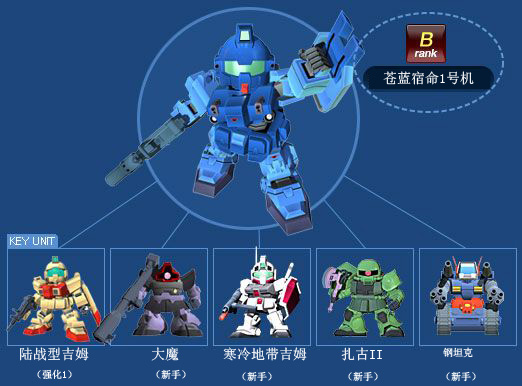 B
rank
苍蓝宿命1号机
KEY UNIT
陆战型吉姆
（强化1）
大魔
（新手）
寒冷地带吉姆
（新手）
扎古II
（新手）
钢坦克
（新手）